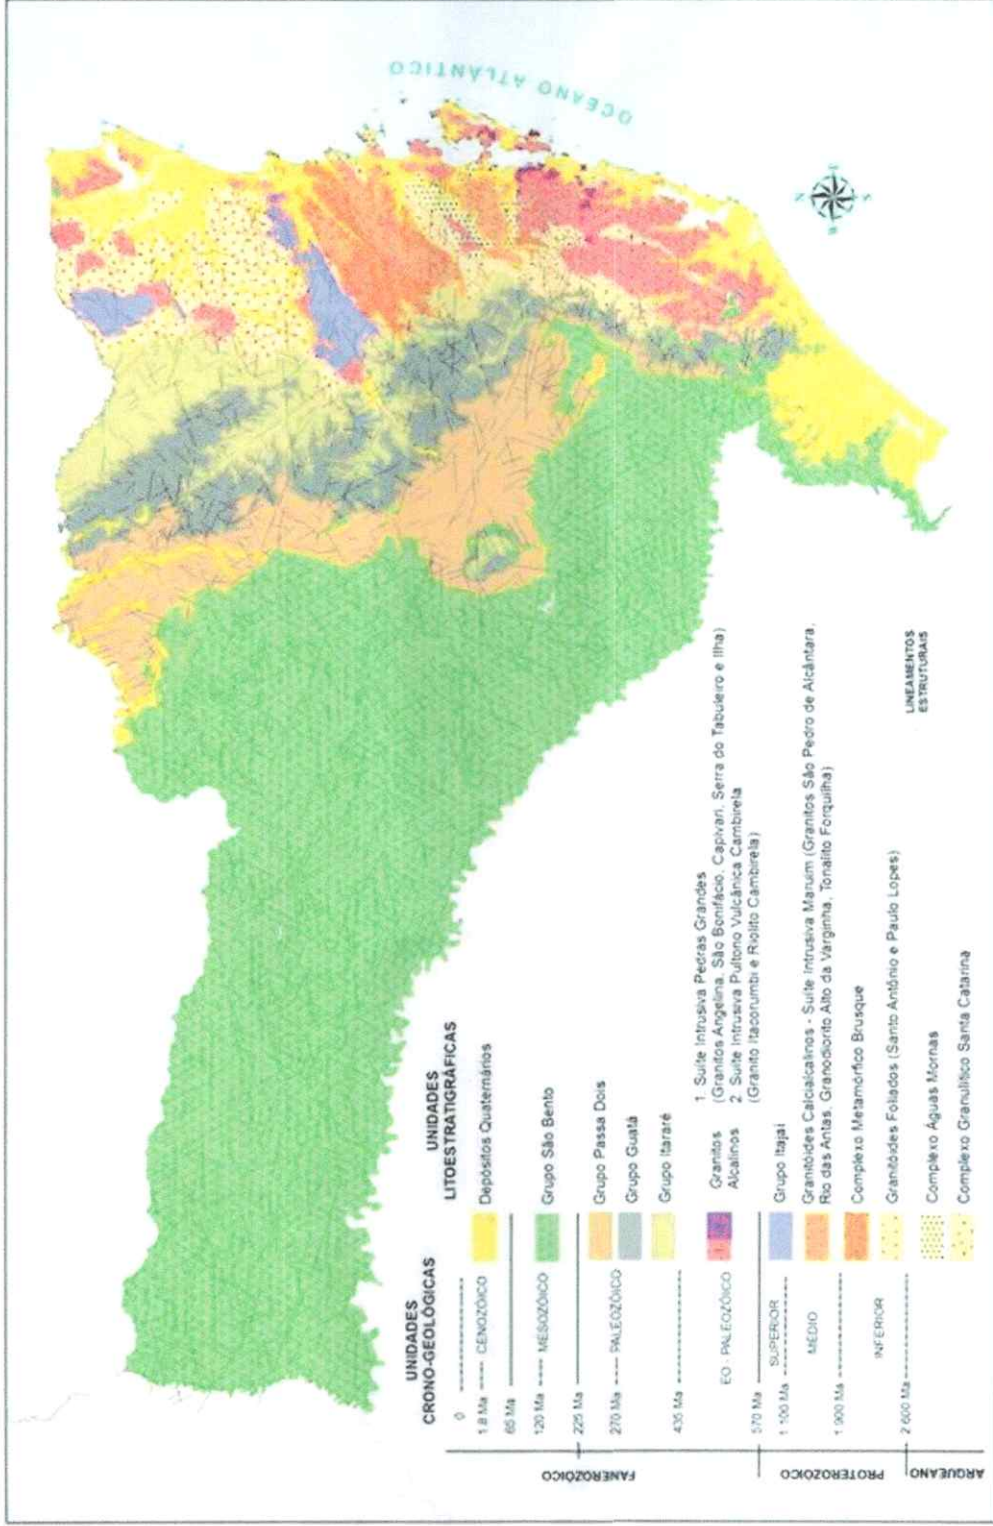 OCEANO ATLÂNTICO
N
S
UNIDADES
CRONO-GEOLÓGICAS
UNIDADES
LITOESTRATIGRÁFICAS
0
1.8 Ma ---- CENOZÓICO
Depósitos Quaternários
65 Ma
120 Ma ---- MESOZÓICO
Grupo São Bento
225 Ma
Grupo Passa Dois
270 Ma ---- PALEOZÓICO
Grupo Guatá
Grupo Itararé
435 Ma
EO - PALEOZÓICO
Granitos
Alcalinos
1. Suíte Intrusiva Pedras Grandes
(Granitos Angelina, São Bonifácio, Capivari, Serra do Tabuleiro e Ilha)
2. Suíte Intrusiva Pultono Vulcânica Cambirela
(Granito Itacorumbi e Riolito Cambirela)
570 Ma
SUPERIOR
Grupo Itajaí
1 100 Ma
MÉDIO
Granitóides Calcialcalinos - Suíte Intrusiva Maruim (Granitos São Pedro de Alcântara,
Rio das Antas, Granodiorito Alto da Varginha, Tonalito Forquilha)
1 900 Ma
Complexo Metamórfico Brusque
INFERIOR
Granitóides Foliados (Santo Antônio e Paulo Lopes)
2 600 Ma
Complexo Águas Mornas
Complexo Granulítico Santa Catarina
FANEROZÓICO
PROTEROZÓICO
ARQUEANO
LINEAMENTOS
ESTRUTURAIS